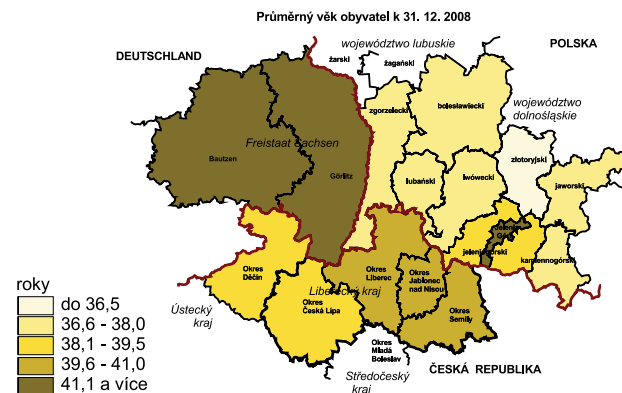 Průměrný věk obyvatel k 31. 12. 2008
DEUTSCHLAND
województwo lubuskie
POLSKA
żarski
żagański
zgorzelecki
bolesławiecki
województwo
dolnośląskie
Freistaat Sachsen
Bautzen
Görlitz
złotoryjski
lubański
lwówecki
jaworski
Jelenia
Góra
jeleniogórski
kamiennogórski
Okres
Děčín
Okres
Liberec
Okres
Jablonec
nad Nisou
Liberecký kraj
Okres
Česká Lípa
Okres
Semily
Ústecký
kraj
Okres
Mladá
Boleslav
Středočeský
kraj
ČESKÁ REPUBLIKA
roky
do 36,5
36,6 - 38,0
38,1 - 39,5
39,6 - 41,0
41,1 a více